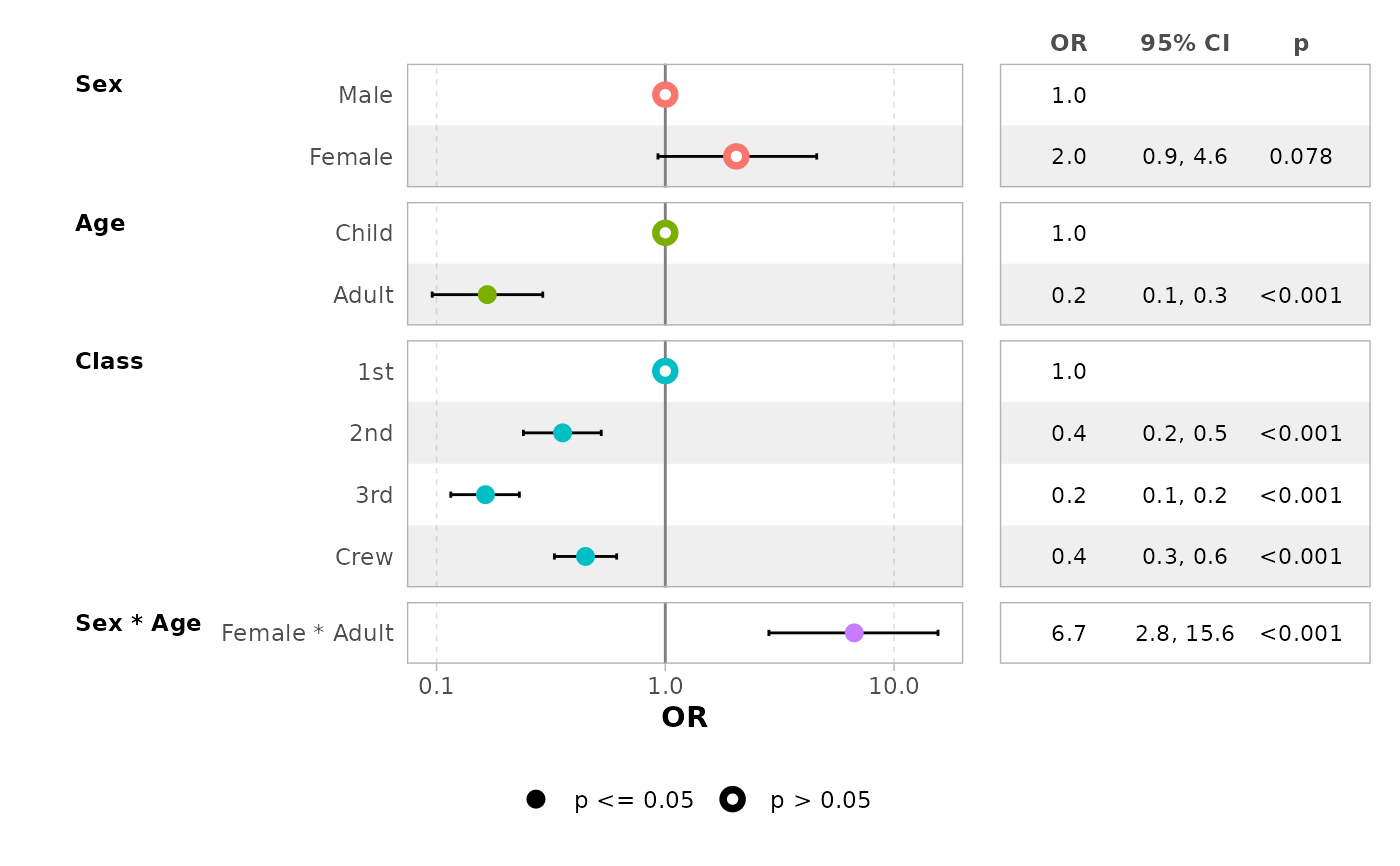 OR 95% CI p
Sex
Male 1.0
Female 2.0 0.9, 4.6 0.078
Age
Child 1.0
Adult 0.2 0.1, 0.3 <0.001
Class
1st 1.0
2nd 0.4 0.2, 0.5 <0.001
3rd 0.2 0.1, 0.2 <0.001
Crew 0.4 0.3, 0.6 <0.001
Sex * Age Female * Adult 6.7 2.8, 15.6 <0.001
0.1 1.0 10.0
OR
p <= 0.05 p > 0.05